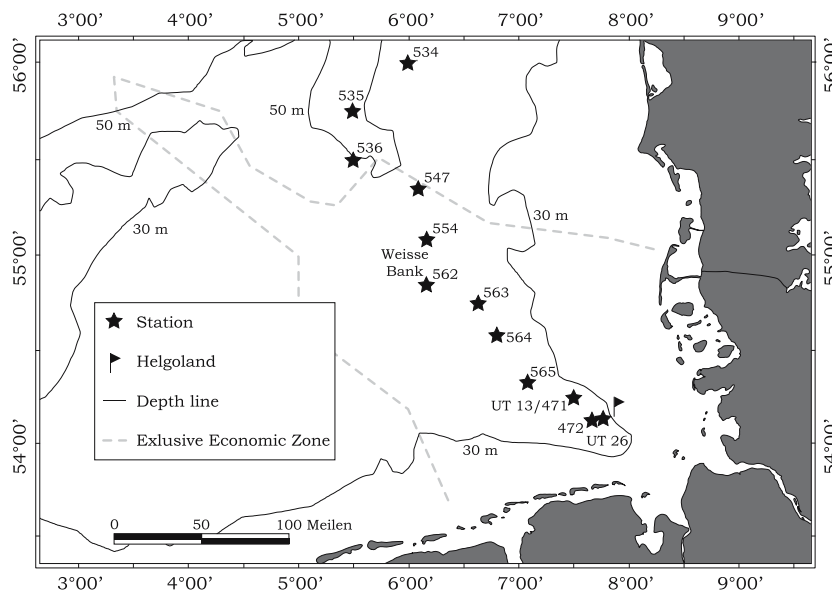 3°00' 4°00' 5°00' 6°00' 7°00' 8°00' 9°00'
56°00' 56°00'
534
535
50 m
50 m
536
547
30 m
30 m
554
Weisse
Bank
55°00' 55°00'
562
563
564
565
UT 13/471
472
UT 26
30 m
54°00' 54°00'
Station
Helgoland
Depth line
Exlusive Economic Zone
0 50 100 Meilen
3°00' 4°00' 5°00' 6°00' 7°00' 8°00' 9°00'